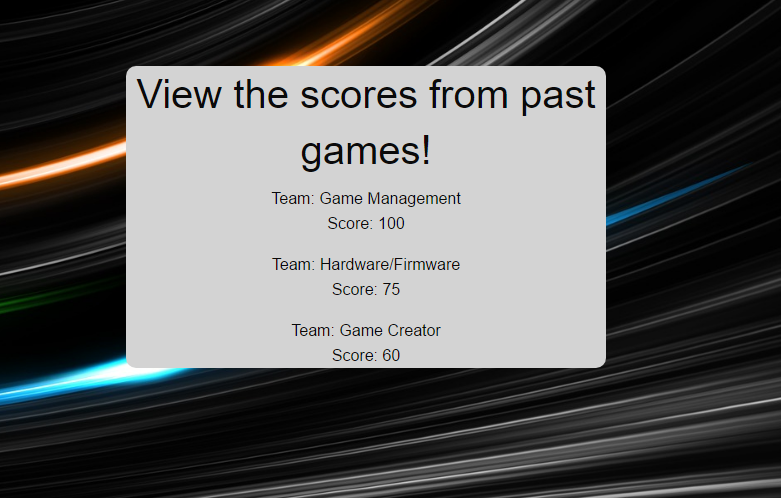 View the scores from past
games!
Team: Game Management
Score: 100
Team: Hardware/Firmware
Score: 75
Team: Game Creator
Score: 60